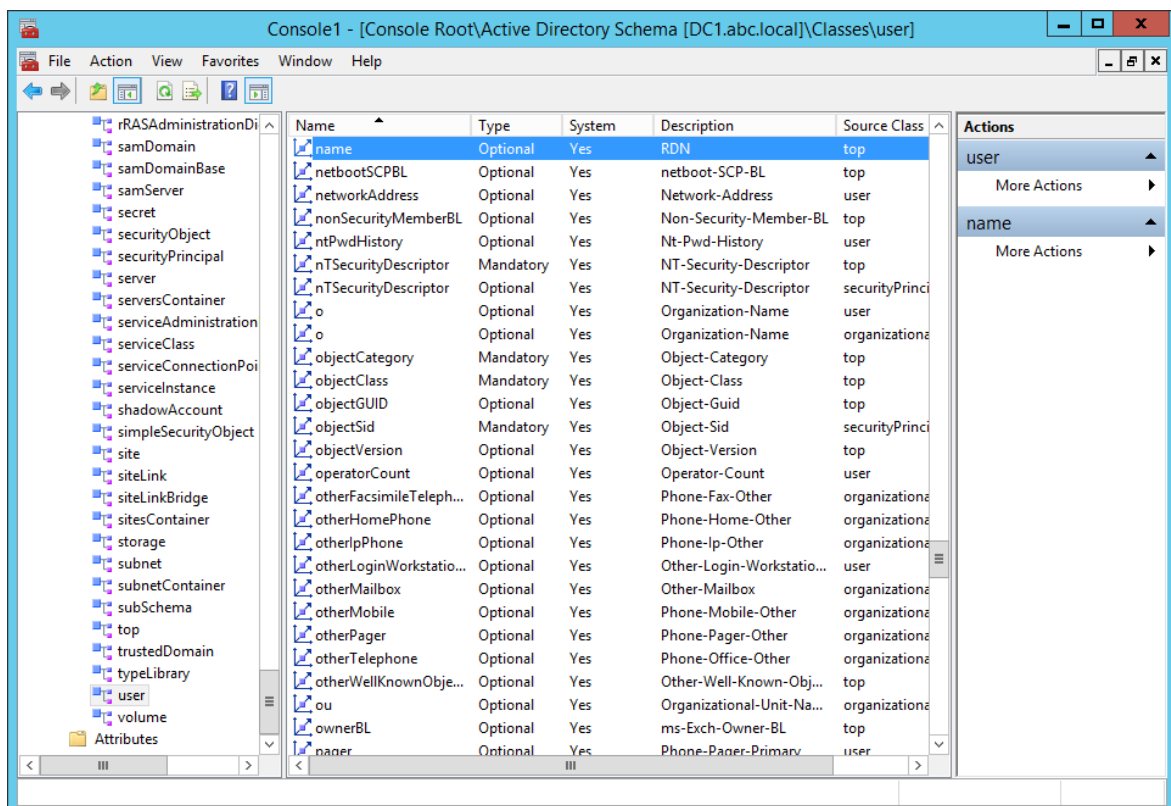 Console1 - [Console Root\Active Directory Schema [DC1.abc.local]\Classes\user]
File Action View Favorites Window Help
rRASAdministrationDi
samDomain
samDomainBase
samServer
secret
securityObject
securityPrincipal
server
serversContainer
serviceAdministration
serviceClass
serviceConnectionPoi
serviceInstance
shadowAccount
simpleSecurityObject
site
siteLink
siteLinkBridge
sitesContainer
storage
subnet
subnetContainer
subSchema
top
trustedDomain
typeLibrary
user
volume
Attributes
Name Type System Description Source Class
name Optional Yes RDN top
netbootSCPBL Optional Yes netboot-SCP-BL top
networkAddress Optional Yes Network-Address user
nonSecurityMemberBL Optional Yes Non-Security-Member-BL top
ntPwdHistory Optional Yes Nt-Pwd-History user
nTSecurityDescriptor Mandatory Yes NT-Security-Descriptor top
nTSecurityDescriptor Optional Yes NT-Security-Descriptor securityPrinci
o Optional Yes Organization-Name user
o Optional Yes Organization-Name organizationa
objectCategory Mandatory Yes Object-Category top
objectClass Mandatory Yes Object-Class top
objectGUID Optional Yes Object-Guid top
objectSid Mandatory Yes Object-Sid securityPrinci
objectVersion Optional Yes Object-Version top
operatorCount Optional Yes Operator-Count user
otherFacsimileTeleph... Optional Yes Phone-Fax-Other organizationa
otherHomePhone Optional Yes Phone-Home-Other organizationa
otherIpPhone Optional Yes Phone-Ip-Other organizationa
otherLoginWorkstatio... Optional Yes Other-Login-Workstatio... user
otherMailbox Optional Yes Other-Mailbox organizationa
otherMobile Optional Yes Phone-Mobile-Other organizationa
otherPager Optional Yes Phone-Pager-Other organizationa
otherTelephone Optional Yes Phone-Office-Other organizationa
otherWellKnownObje... Optional Yes Other-Well-Known-Obj... top
ou Optional Yes Organizational-Unit-Na... organizationa
ownerBL Optional Yes ms-Exch-Owner-BL top
pager Optional Yes Phone-Pager-Primary user
Actions
user
More Actions
name
More Actions